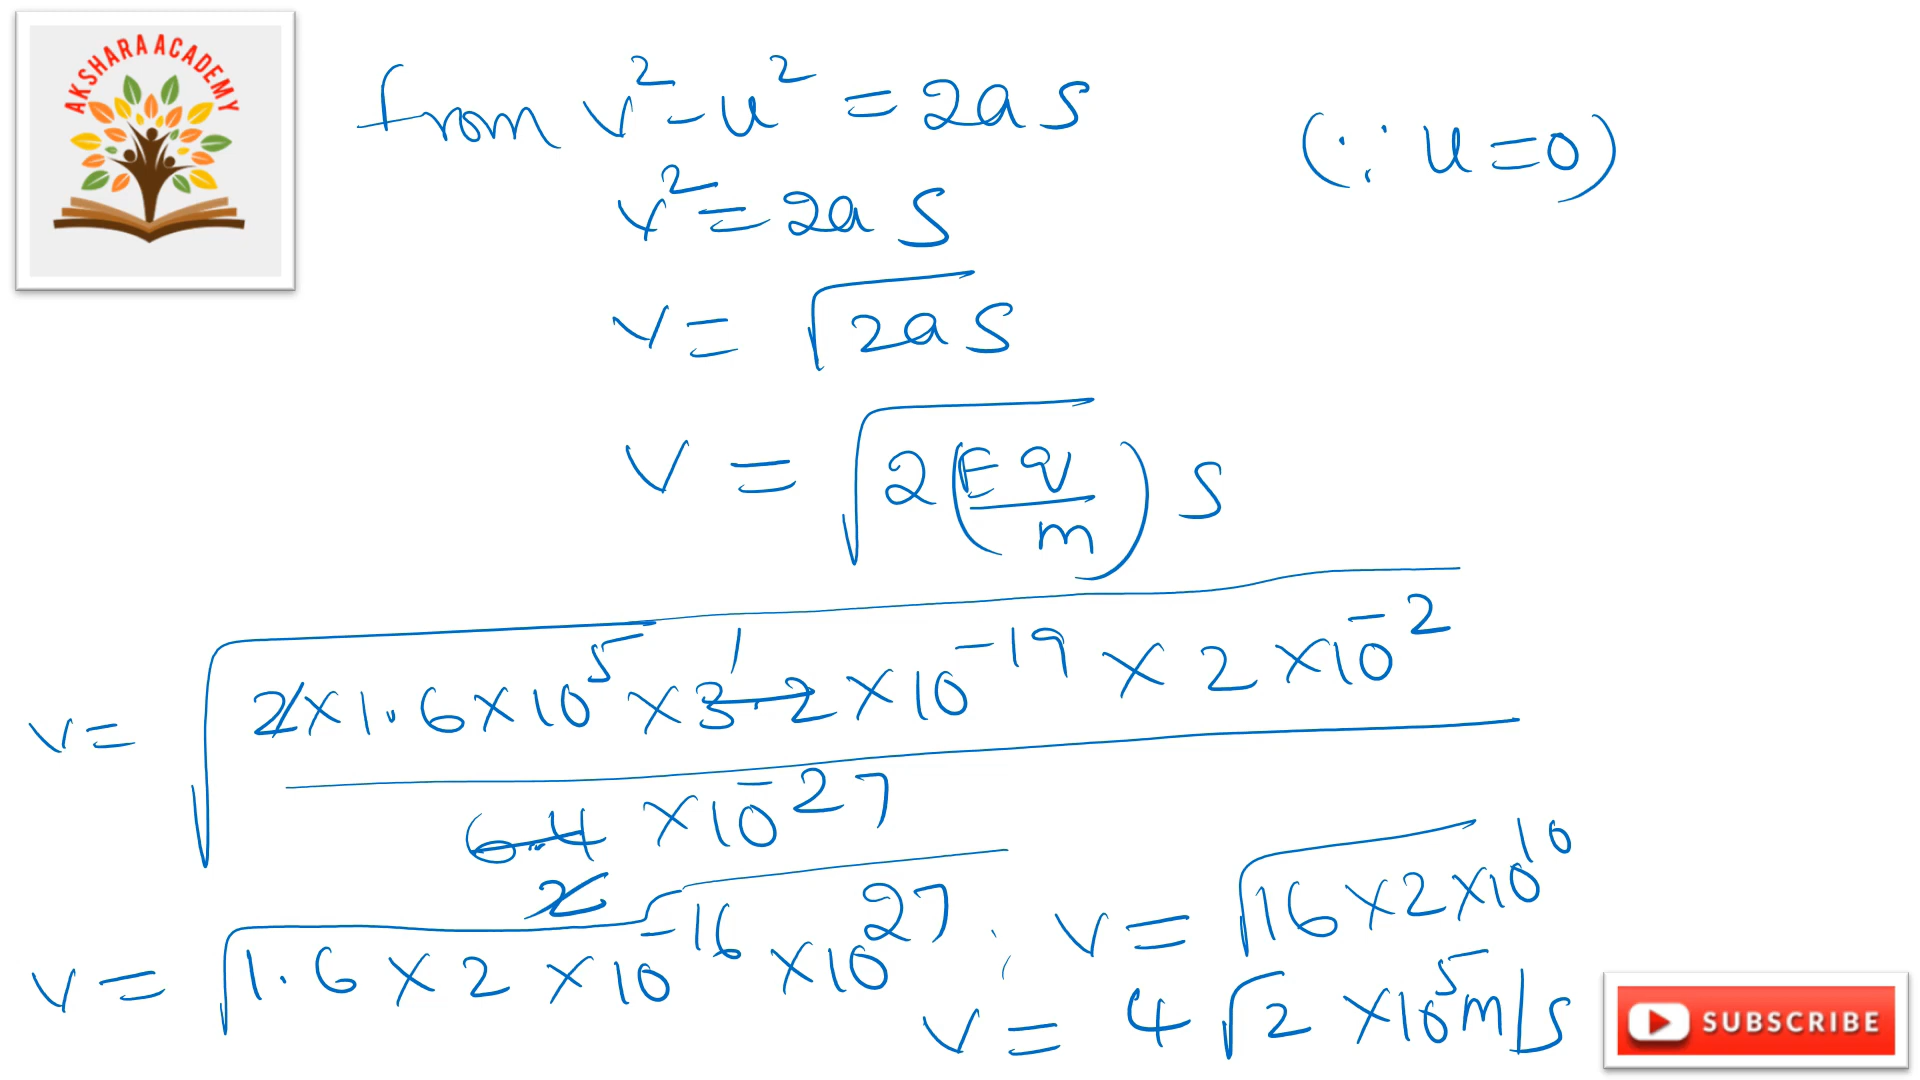 AKSHARA ACADEMY
from v² - u² = 2as (∵ u = 0)
v² = 2as
v = √2as
v = √2(Eq/m) s
v = √(2 × 1.6 × 10⁵ × 3.2 1 × 10⁻¹⁹ × 2 × 10⁻² / 6.4 × 10⁻²⁷)
2
v = √1.6 × 2 × 10⁻¹⁶ × 10²⁷ ; v = √16 × 2 × 10¹⁰
v = 4√2 × 10⁵ m/s
SUBSCRIBE